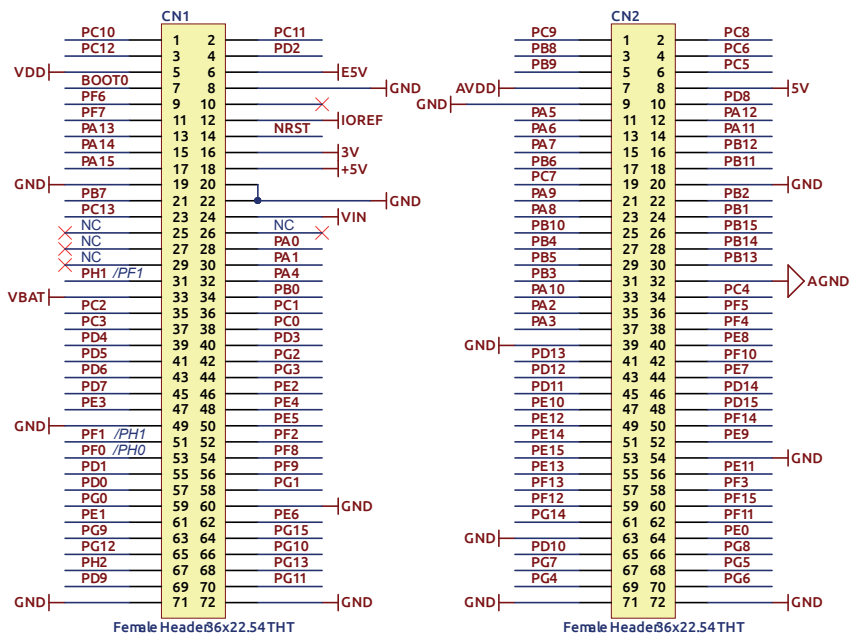 CN1
PC10 1 2 PC11
PC12 3 4 PD2
VDD 5 6 E5V
BOOT0 7 8 GND
PF6 9 10
PF7 11 12 IOREF
PA13 13 14 NRST
PA14 15 16 3V
PA15 17 18 +5V
GND 19 20
PB7 21 22 GND
PC13 23 24 VIN
NC 25 26 NC
NC 27 28 PA0
NC 29 30 PA1
PH1 /PF1 31 32 PA4
VBAT 33 34 PB0
PC2 35 36 PC1
PC3 37 38 PC0
PD4 39 40 PD3
PD5 41 42 PG2
PD6 43 44 PG3
PD7 45 46 PE2
PE3 47 48 PE4
GND 49 50 PE5
PF1 /PH1 51 52 PF2
PF0 /PH0 53 54 PF8
PD1 55 56 PF9
PD0 57 58 PG1
PG0 59 60 GND
PE1 61 62 PE6
PG9 63 64 PG15
PG12 65 66 PG10
PH2 67 68 PG13
PD9 69 70 PG11
GND 71 72 GND
Female Header36x22.54 THT
CN2
PC9 1 2 PC8
PB8 3 4 PC6
PB9 5 6 PC5
AVDD 7 8 5V
GND 9 10 PD8
PA5 11 12 PA12
PA6 13 14 PA11
PA7 15 16 PB12
PB6 17 18 PB11
PC7 19 20 GND
PA9 21 22 PB2
PA8 23 24 PB1
PB10 25 26 PB15
PB4 27 28 PB14
PB5 29 30 PB13
PB3 31 32 AGND
PA10 33 34 PC4
PA2 35 36 PF5
PA3 37 38 PF4
GND 39 40 PE8
PD13 41 42 PF10
PD12 43 44 PE7
PD11 45 46 PD14
PE10 47 48 PD15
PE12 49 50 PF14
PE14 51 52 PE9
PE15 53 54 GND
PE13 55 56 PE11
PF13 57 58 PF3
PF12 59 60 PF15
PG14 61 62 PF11
GND 63 64 PE0
PD10 65 66 PG8
PG7 67 68 PG5
PG4 69 70 PG6
GND 71 72 GND
Female Header36x22.54 THT